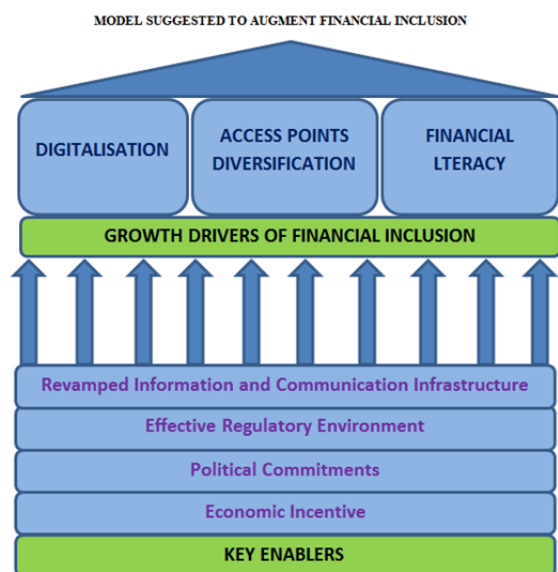 MODEL SUGGESTED TO AUGMENT FINANCIAL INCLUSION
DIGITALISATION
ACCESS POINTS
DIVERSIFICATION
FINANCIAL
LTERACY
GROWTH DRIVERS OF FINANCIAL INCLUSION
Revamped Information and Communication Infrastructure
Effective Regulatory Environment
Political Commitments
Economic Incentive
KEY ENABLERS